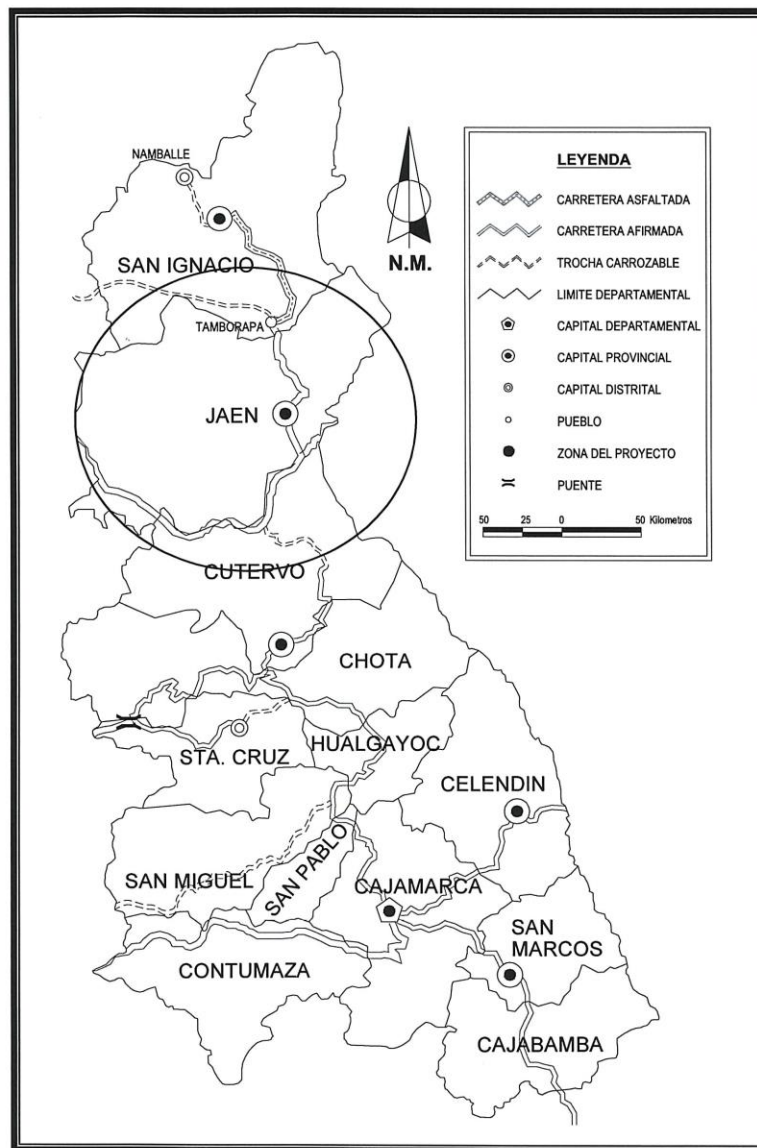 NAMBALLE
SAN IGNACIO
TAMBORAPA
JAEN
CUTERVO
CHOTA
STA. CRUZ
HUALGAYOC
CELENDIN
SAN MIGUEL
SAN PABLO
CAJAMARCA
SAN
MARCOS
CONTUMAZA
CAJABAMBA
N.M.
LEYENDA
CARRETERA ASFALTADA
CARRETERA AFIRMADA
TROCHA CARROZABLE
LIMITE DEPARTAMENTAL
CAPITAL DEPARTAMENTAL
CAPITAL PROVINCIAL
CAPITAL DISTRITAL
PUEBLO
ZONA DEL PROYECTO
PUENTE
50 25 0 50 Kilometros